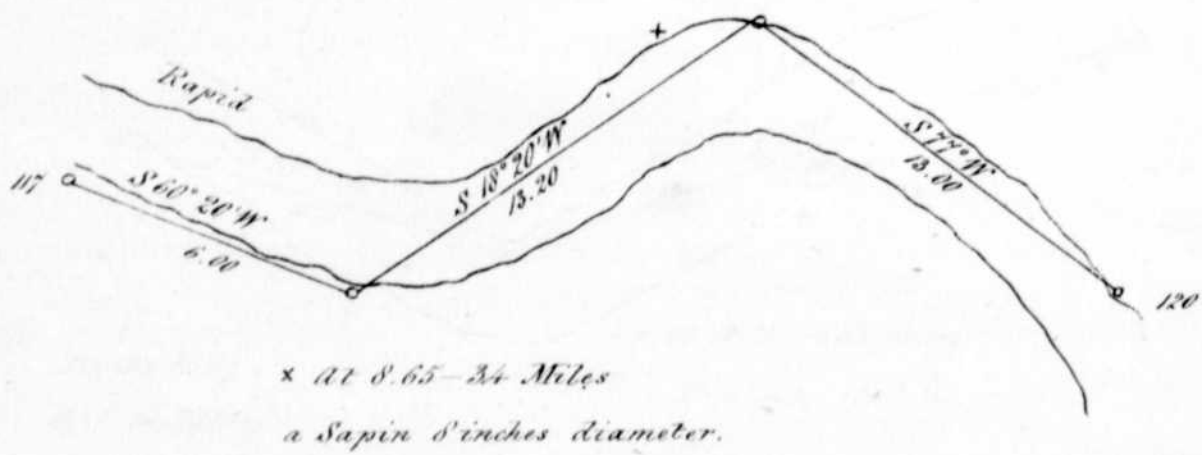 Rapid
117
S 60° 20' W
6.00
S 18° 20' W
13.20
S 77° W
13.00
120
x at 8.65 — 34 Miles
a Sapin 8 inches diameter.